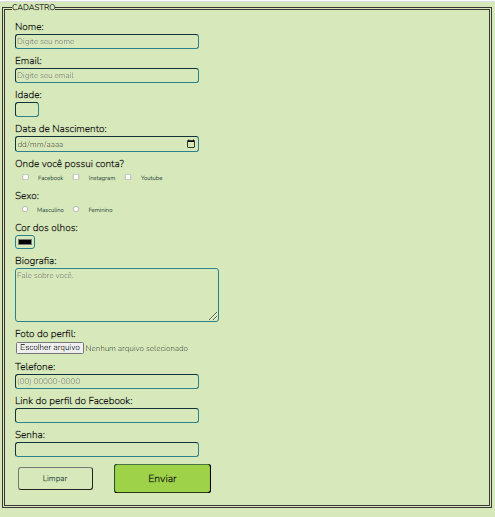 CADASTRO
Nome:
Digite seu nome
Email:
Digite seu email
Idade:
Data de Nascimento:
dd/mm/aaaa
Onde você possui conta?
Facebook Instagram Youtube
Sexo:
Masculino Feminino
Cor dos olhos:
Biografia:
Fale sobre você.
Foto do perfil:
Escolher arquivo Nenhum arquivo selecionado
Telefone:
(00) 00000-0000
Link do perfil do Facebook:
Senha:
Limpar Enviar